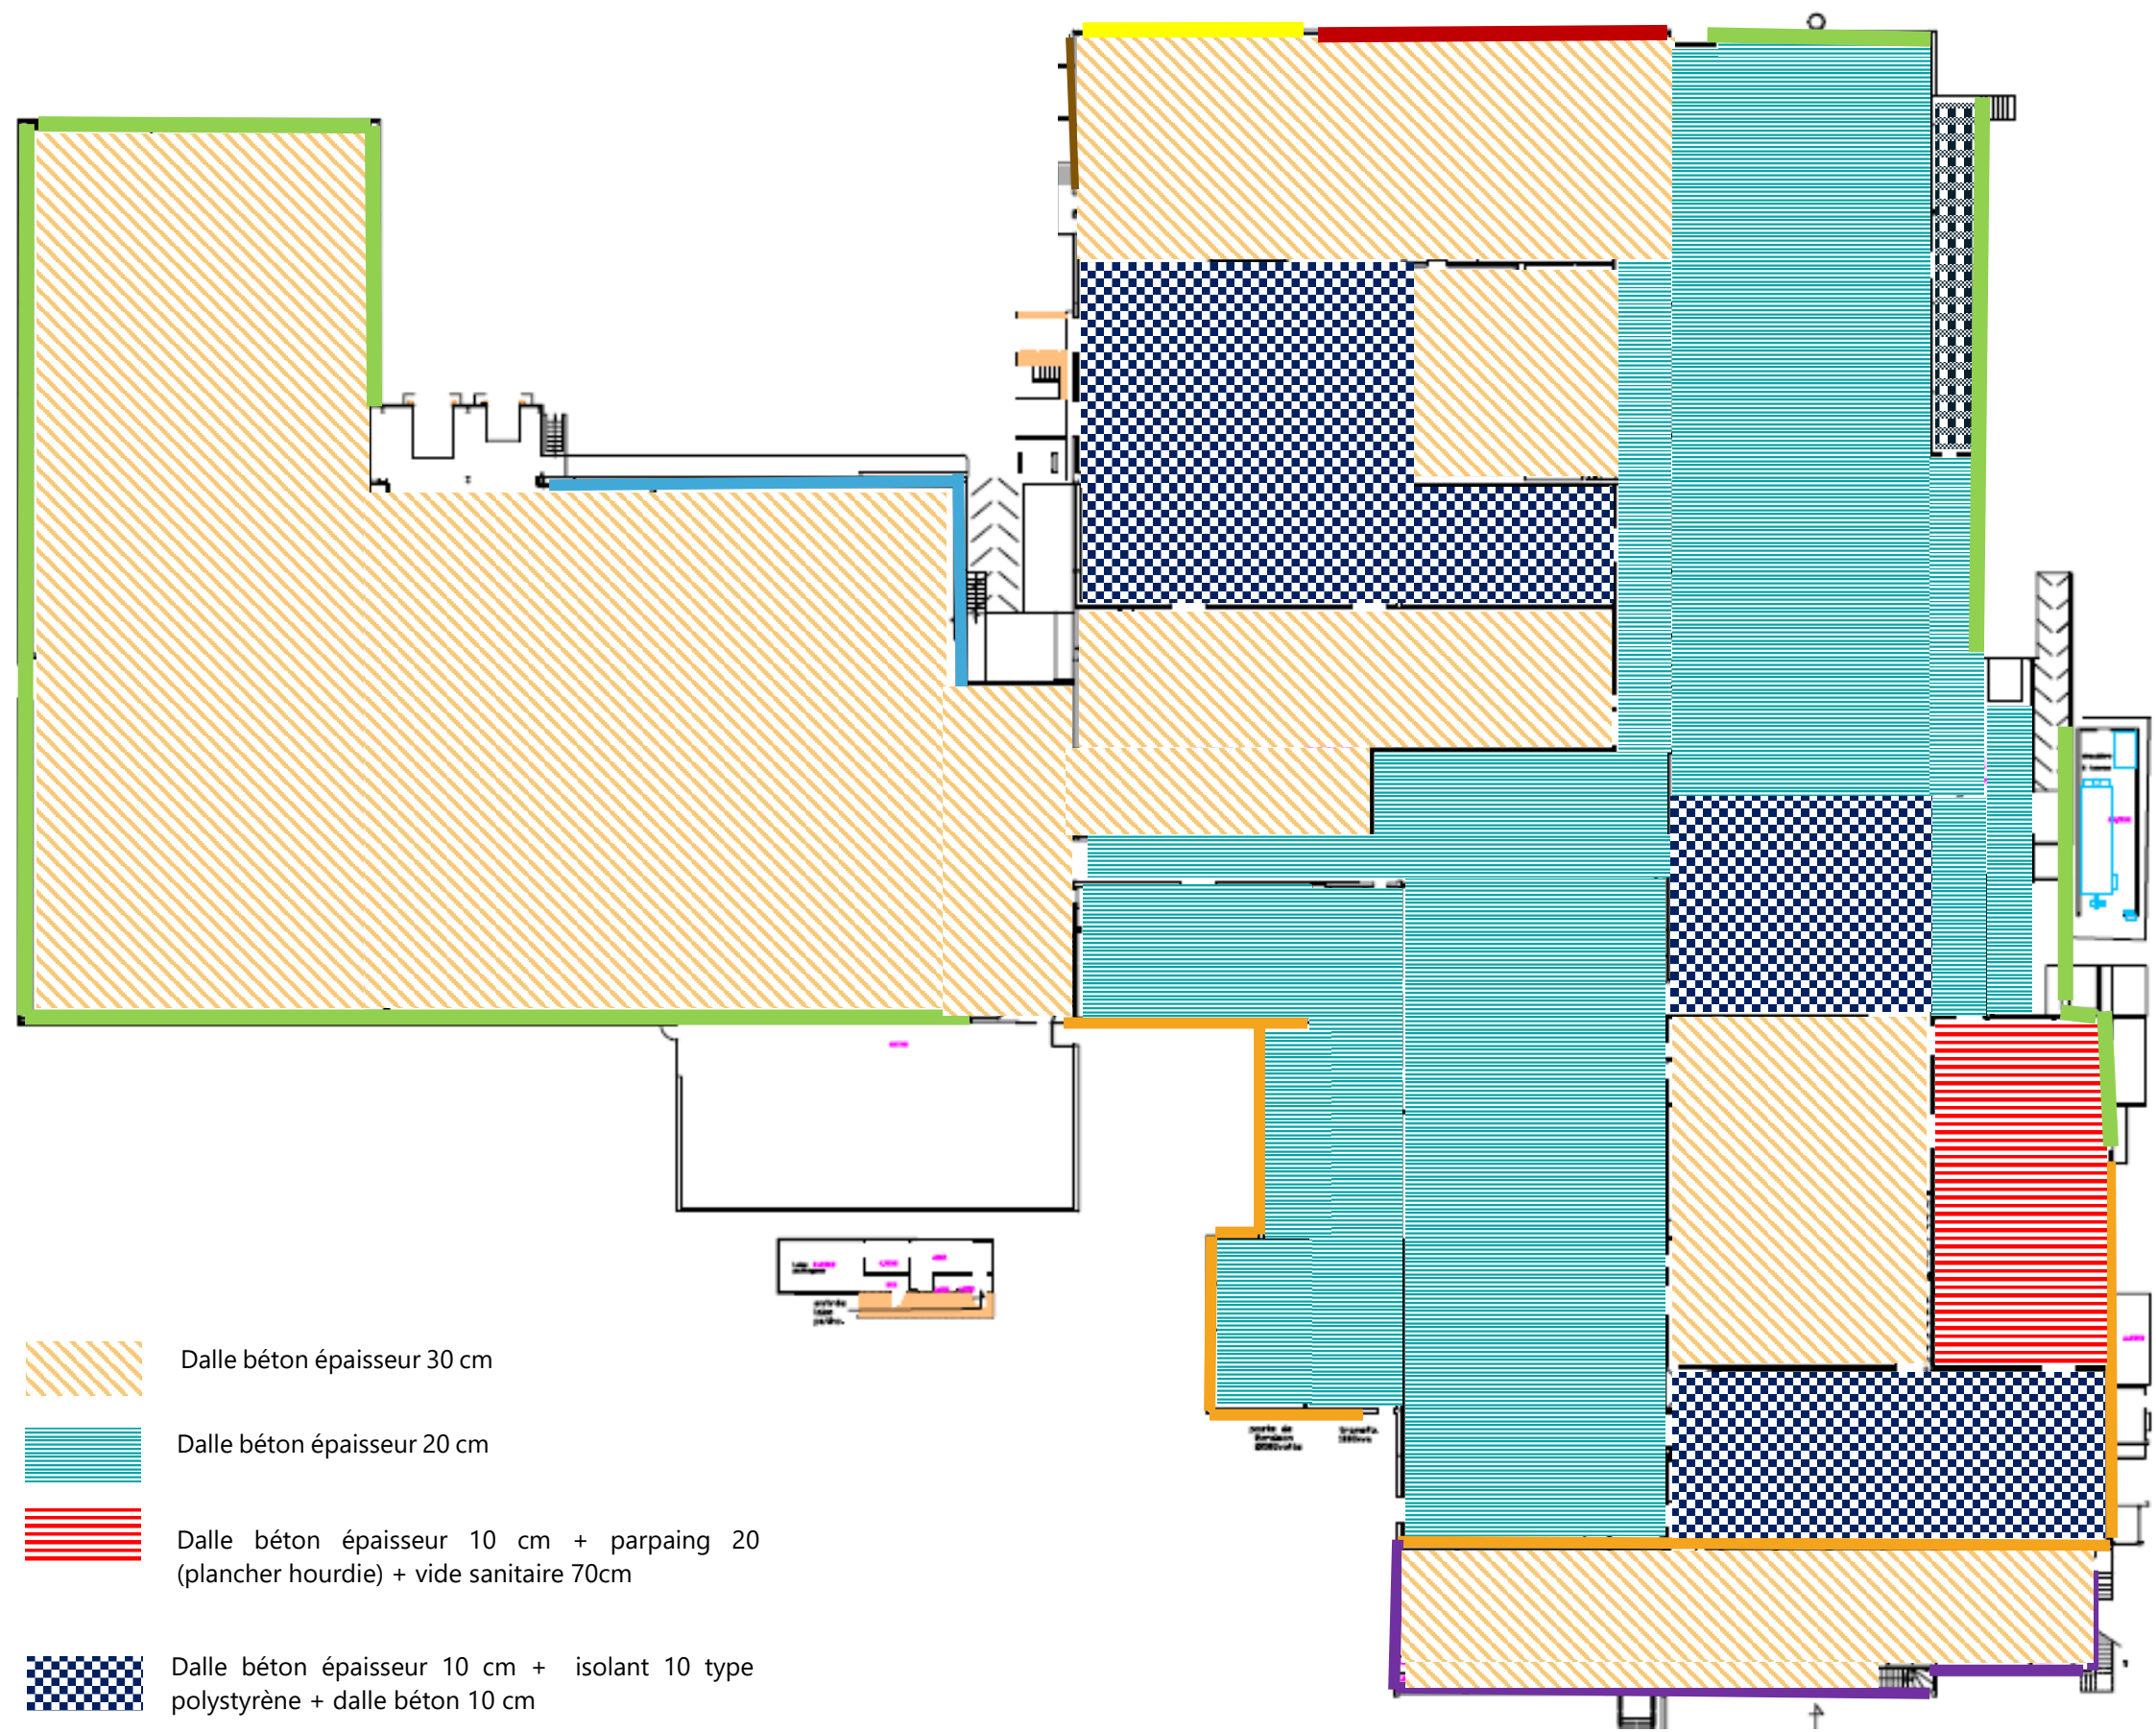 Dalle béton épaisseur 30 cm
Dalle béton épaisseur 20 cm
Dalle béton épaisseur 10 cm + parpaing 20
(plancher hourdie) + vide sanitaire 70cm
Dalle béton épaisseur 10 cm + isolant 10 type
polystyrène + dalle béton 10 cm